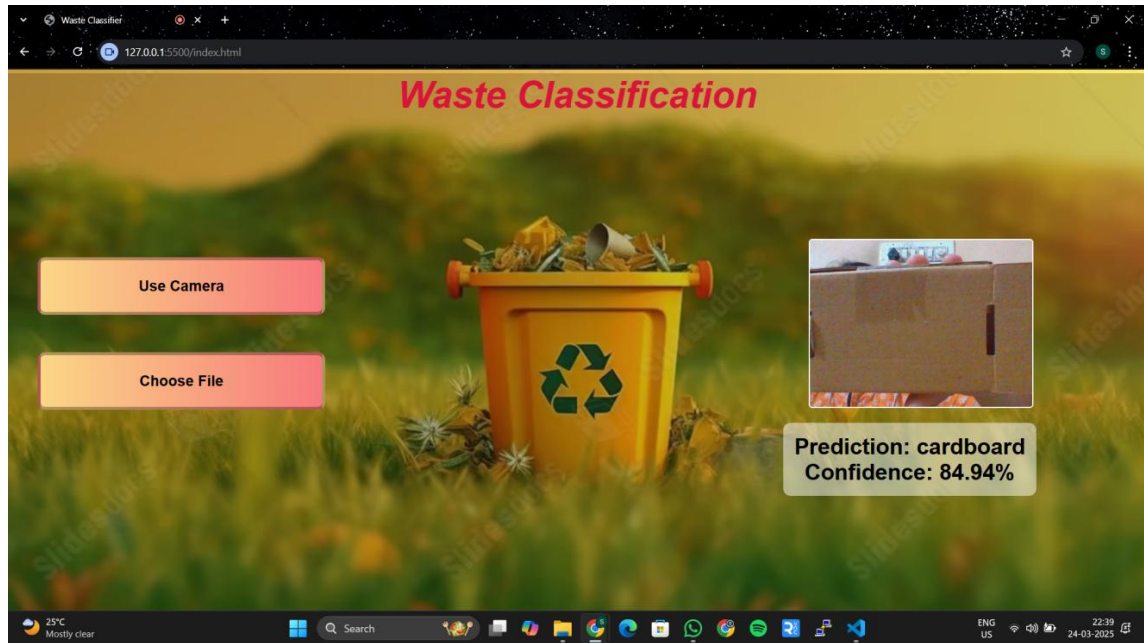 Waste Classifier
127.0.0.1:5500/index.html
S
Waste Classification
Use Camera
Choose File
Prediction: cardboard
Confidence: 84.94%
Slidesdocs
25°C
Mostly clear
Search
ENG
US
22:39
24-03-2025